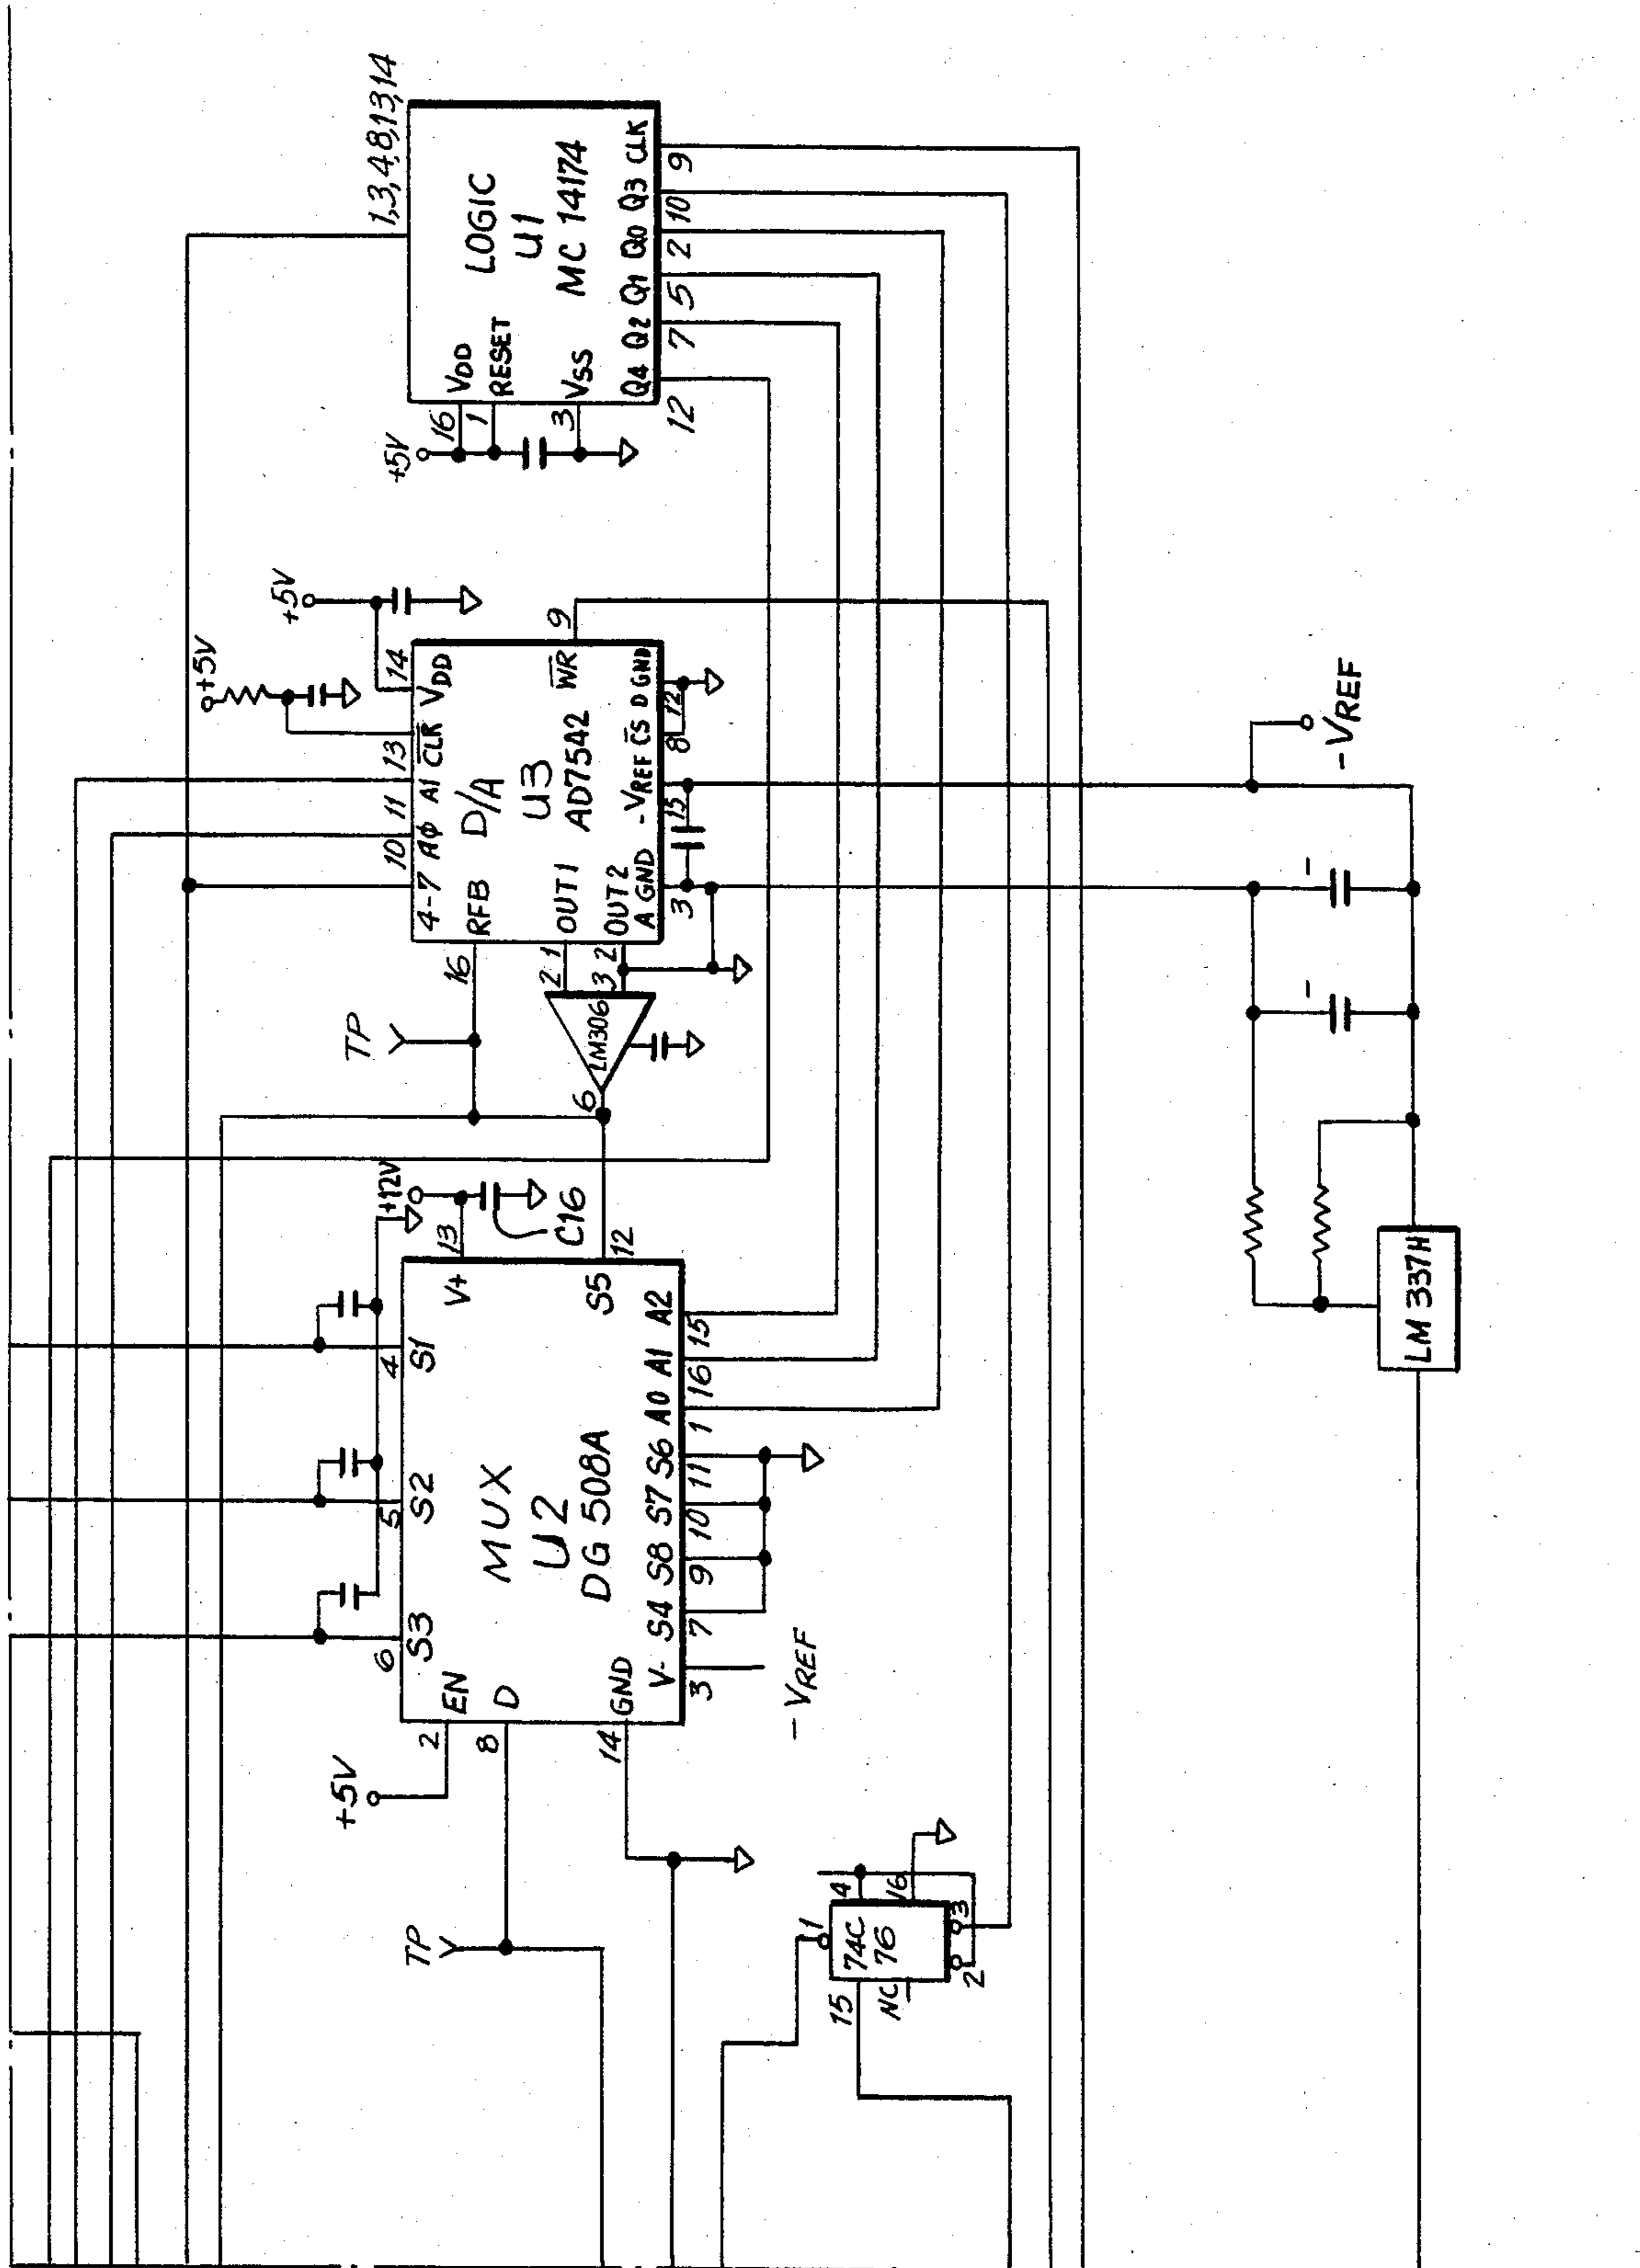 1,3,4,8,13,14
LOGIC
U1
MC 14174
VDD
RESET
VSS
Q4 Q2 Q1 Q0 Q3 CLK
16
1
3
12 7 5 2 10 9
+5V
+5V
+5V
4-7 A0 A1 CLR VDD
10 11 13 14
RFB
D/A
U3
AD7542
WR
9
OUT1
OUT2
A GND -VREF CS D GND
3 15 8 12
16
1
2
2
3
LM306
6
TP
+12V
C16
13
12
V+
S5
S3 S2 S1
6 5 4
EN
D
GND
MUX
U2
DG 508A
V- S4 S8 S7 S6 A0 A1 A2
3 7 9 10 11 1 16 15
2
8
14
+5V
-VREF
TP
74C
76
1
4
16
15
NC
2
3
-VREF
-
-
LM 337H